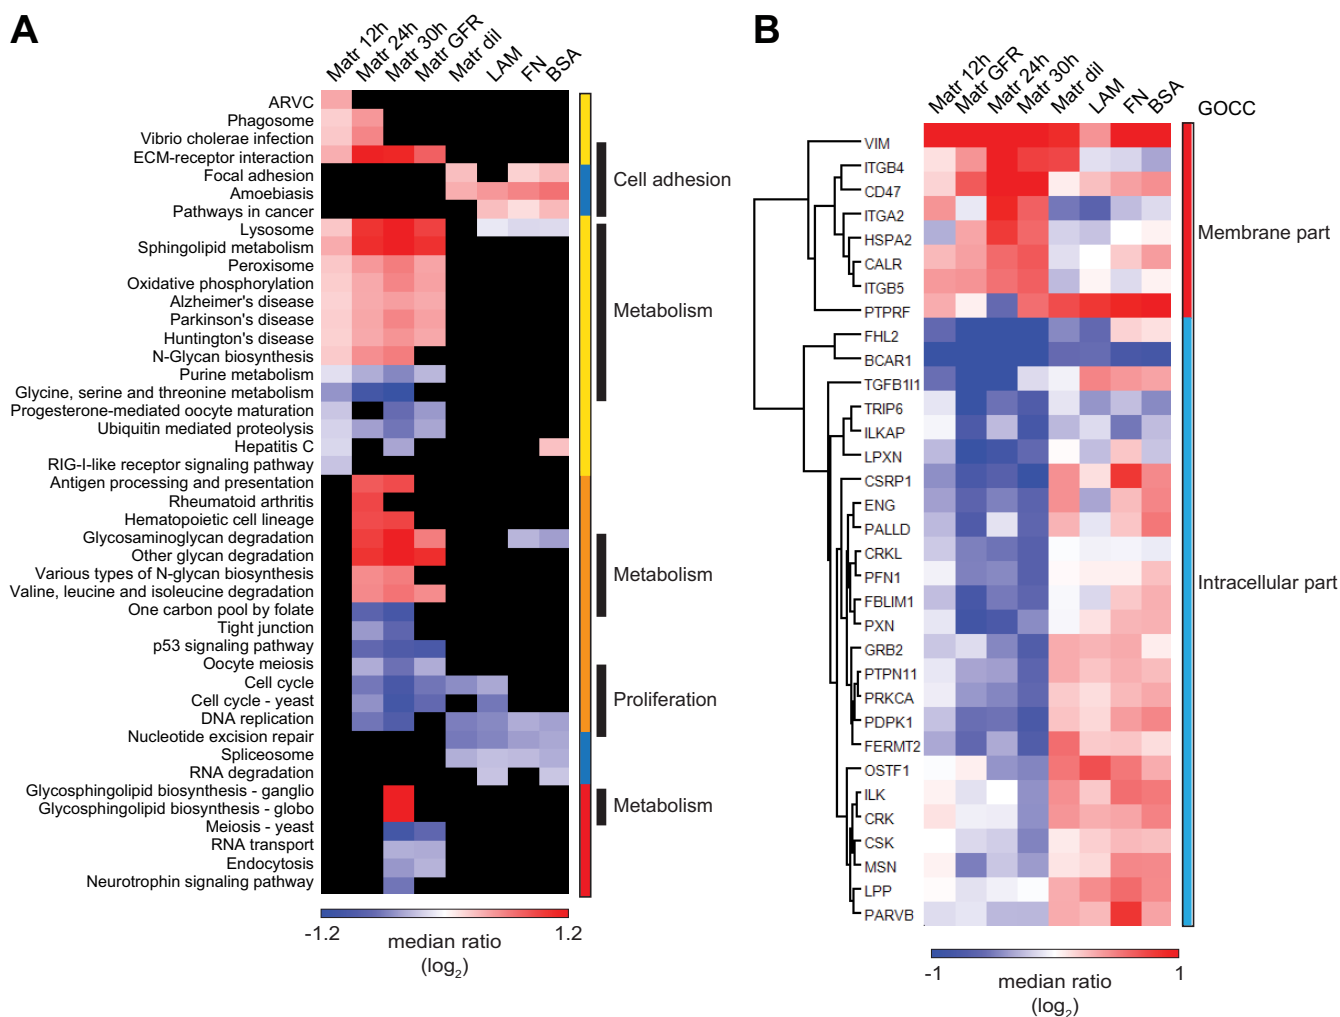 A
Matr 12h
Matr 24h
Matr 30h
Matr GFR
Matr dil
LAM
FN
BSA
ARVC
Phagosome
Vibrio cholerae infection
ECM-receptor interaction
Focal adhesion
Amoebiasis
Pathways in cancer
Lysosome
Sphingolipid metabolism
Peroxisome
Oxidative phosphorylation
Alzheimer's disease
Parkinson's disease
Huntington's disease
N-Glycan biosynthesis
Purine metabolism
Glycine, serine and threonine metabolism
Progesterone-mediated oocyte maturation
Ubiquitin mediated proteolysis
Hepatitis C
RIG-I-like receptor signaling pathway
Antigen processing and presentation
Rheumatoid arthritis
Hematopoietic cell lineage
Glycosaminoglycan degradation
Other glycan degradation
Various types of N-glycan biosynthesis
Valine, leucine and isoleucine degradation
One carbon pool by folate
Tight junction
p53 signaling pathway
Oocyte meiosis
Cell cycle
Cell cycle - yeast
DNA replication
Nucleotide excision repair
Spliceosome
RNA degradation
Glycosphingolipid biosynthesis - ganglio
Glycosphingolipid biosynthesis - globo
Meiosis - yeast
RNA transport
Endocytosis
Neurotrophin signaling pathway
Cell adhesion
Metabolism
Metabolism
Proliferation
Metabolism
-1.2
1.2
median ratio
(log2)
B
Matr 12h
Matr GFR
Matr 24h
Matr 30h
Matr dil
LAM
FN
BSA
GOCC
VIM
ITGB4
CD47
ITGA2
HSPA2
CALR
ITGB5
PTPRF
FHL2
BCAR1
TGFB1I1
TRIP6
ILKAP
LPXN
CSRP1
ENG
PALLD
CRKL
PFN1
FBLIM1
PXN
GRB2
PTPN11
PRKCA
PDPK1
FERMT2
OSTF1
ILK
CRK
CSK
MSN
LPP
PARVB
Membrane part
Intracellular part
-1
1
median ratio
(log2)